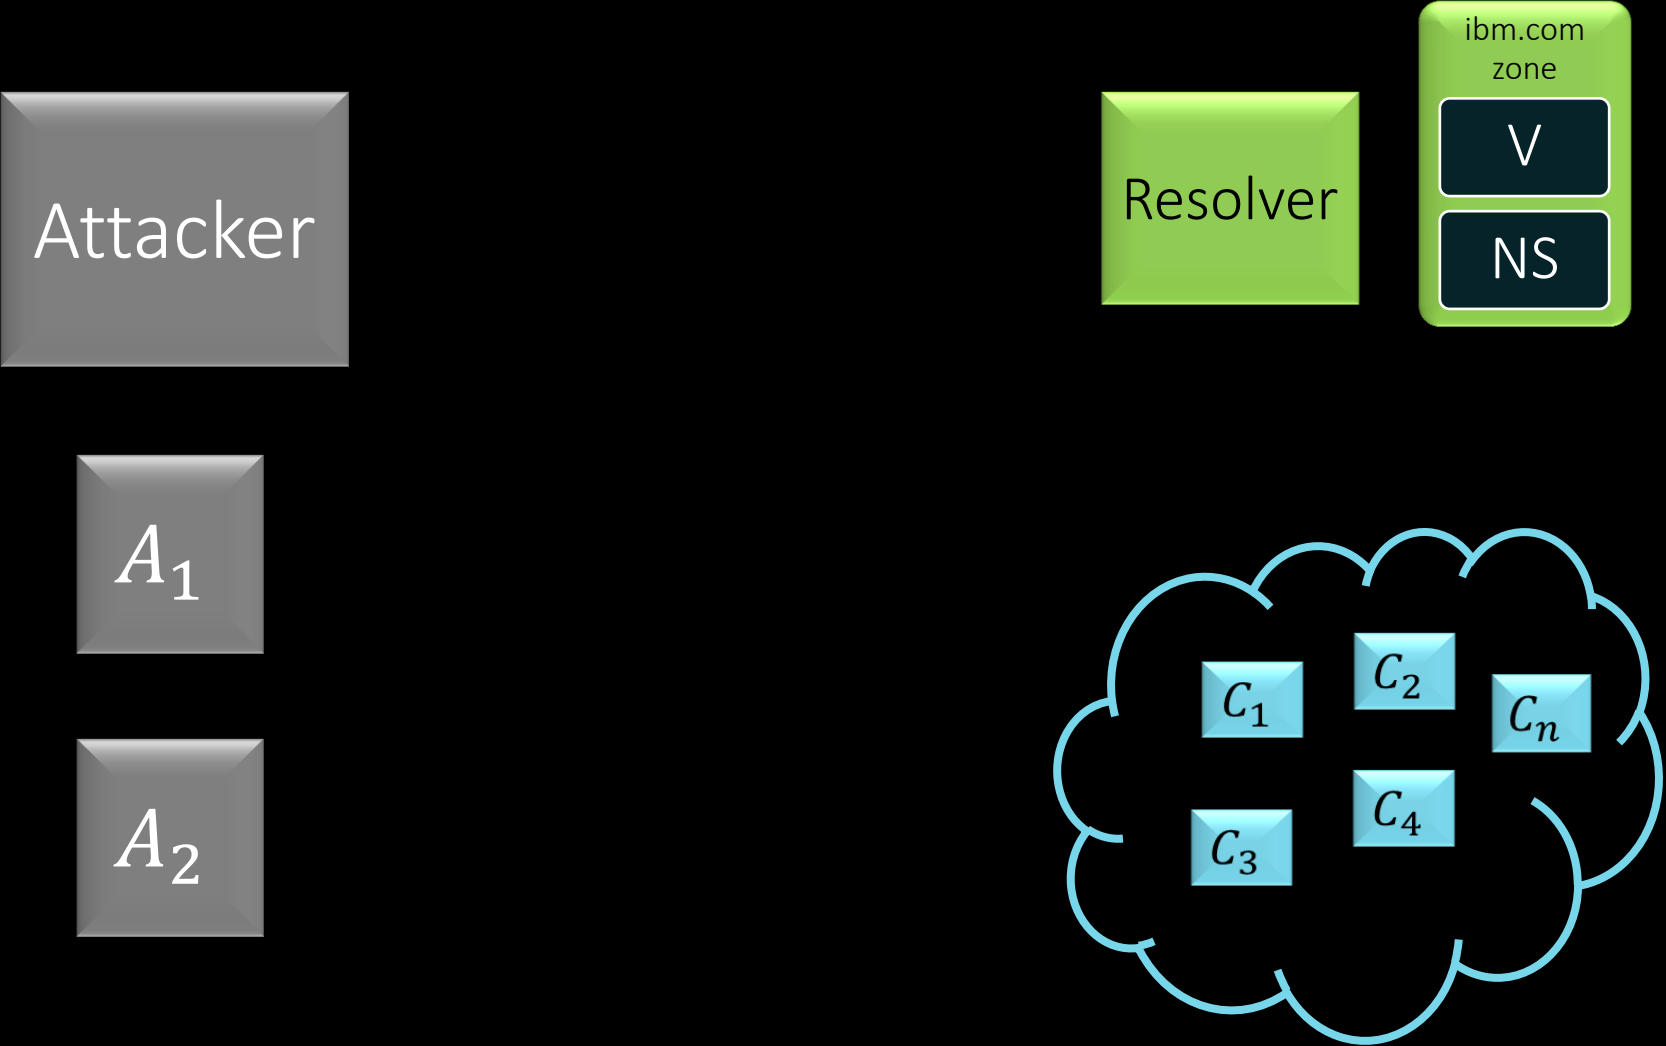 Attacker
Resolver
ibm.com
zone
V
NS
A₁
A₂
C₁
C₂
Cₙ
C₃
C₄